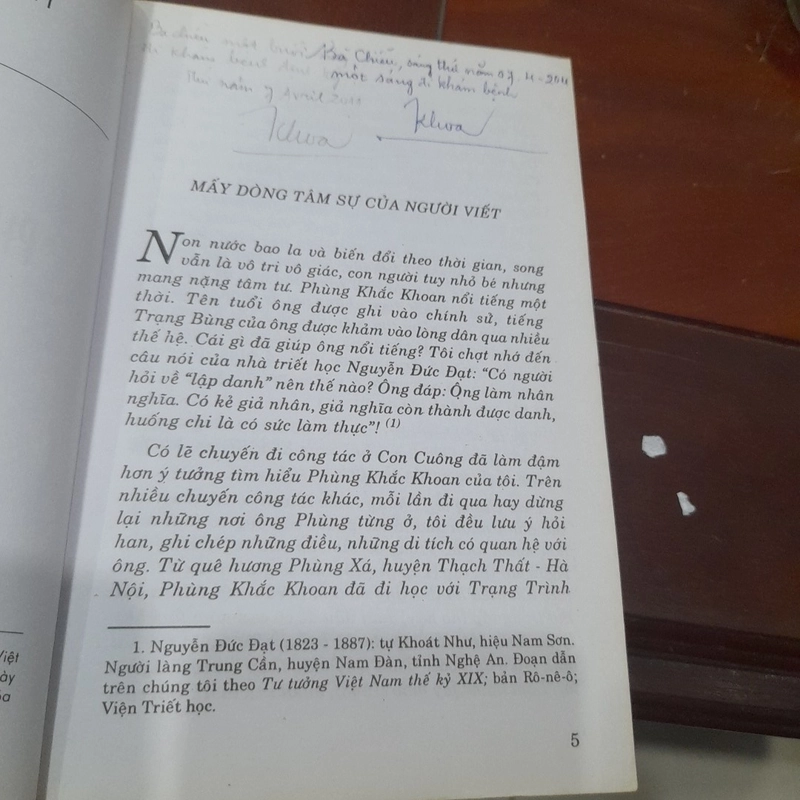 Bà Chiểu, sáng thứ năm 07-4-2011
một sáng đi khám bệnh
Khoa
Khoa
MẤY DÒNG TÂM SỰ CỦA NGƯỜI VIẾT
Non nước bao la và biến đổi theo thời gian, song
vẫn là vô tri vô giác, con người tuy nhỏ bé nhưng
mang nặng tâm tư. Phùng Khắc Khoan nổi tiếng một
thời. Tên tuổi ông được ghi vào chính sử, tiếng
Trạng Bùng của ông được khảm vào lòng dân qua nhiều
thế hệ. Cái gì đã giúp ông nổi tiếng? Tôi chợt nhớ đến
câu nói của nhà triết học Nguyễn Đức Đạt: “Có người
hỏi về “lập danh” nên thế nào? Ông đáp: Ộng làm nhân
nghĩa. Có kẻ giả nhân, giả nghĩa còn thành được danh,
huống chi là có sức làm thực”! (1)
Có lẽ chuyến đi công tác ở Con Cuông đã làm đậm
hơn ý tưởng tìm hiểu Phùng Khắc Khoan của tôi. Trên
nhiều chuyến công tác khác, mỗi lần đi qua hay dừng
lại những nơi ông Phùng từng ở, tôi đều lưu ý hỏi
han, ghi chép những điều, những di tích có quan hệ với
ông. Từ quê hương Phùng Xá, huyện Thạch Thất - Hà
Nội, Phùng Khắc Khoan đã đi học với Trạng Trình
1. Nguyễn Đức Đạt (1823 - 1887): tự Khoát Như, hiệu Nam Sơn.
Người làng Trung Cần, huyện Nam Đàn, tỉnh Nghệ An. Đoạn dẫn
trên chúng tôi theo Tư tưởng Việt Nam thế kỷ XIX; bản Rô-nê-ô;
Viện Triết học.
5